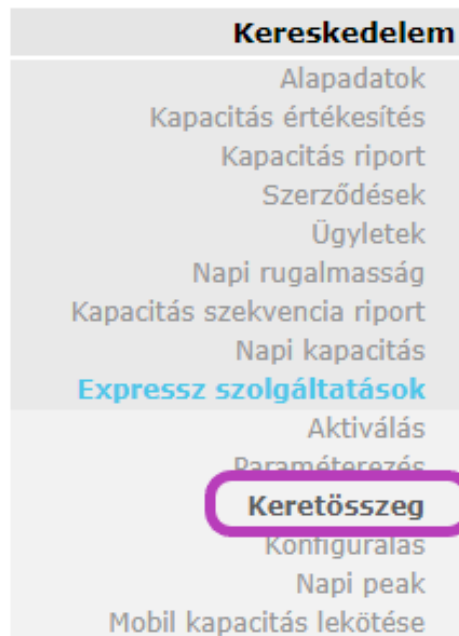 Kereskedelem
Alapadatok
Kapacitás értékesítés
Kapacitás riport
Szerződések
Ügyletek
Napi rugalmasság
Kapacitás szekvencia riport
Napi kapacitás
Expressz szolgáltatások
Aktiválás
Paraméterezés
Keretösszeg
Konfigurálás
Napi peak
Mobil kapacitás lekötése